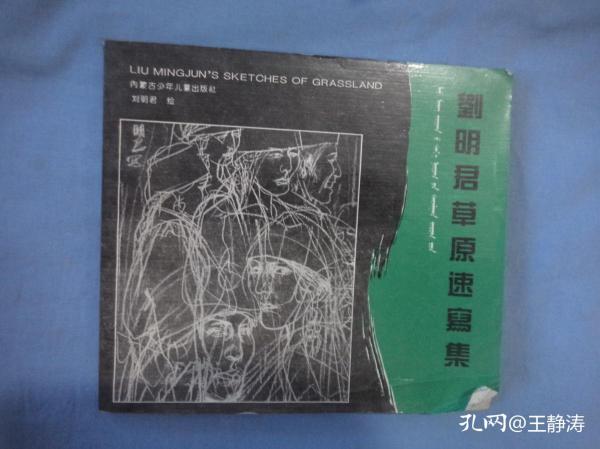 LIU MINGJUN'S SKETCHES OF GRASSLAND
内蒙古少年儿童出版社
刘明君 绘
劉明君草原速寫集
孔网@王静涛